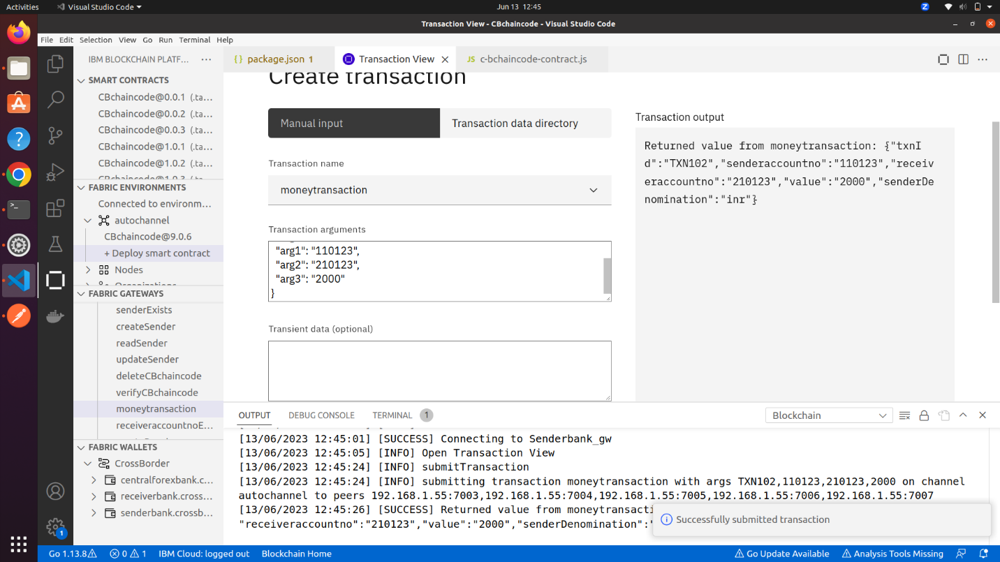 Activities
Visual Studio Code
Jun 13 12:45
Transaction View - CBchaincode - Visual Studio Code
File Edit Selection View Go Run Terminal Help
IBM BLOCKCHAIN PLATF...
SMART CONTRACTS
CBchaincode@0.0.1 (.ta...
CBchaincode@0.0.2 (.ta...
CBchaincode@0.0.3 (.ta...
CBchaincode@1.0.1 (.ta...
CBchaincode@1.0.2 (.ta...
CBchaincode@1.0.3 (.ta...
FABRIC ENVIRONMENTS
Connected to environm...
autochannel
CBchaincode@9.0.6
+ Deploy smart contract
Nodes
Organizations
FABRIC GATEWAYS
senderExists
createSender
readSender
updateSender
deleteCBchaincode
verifyCBchaincode
moneytransaction
receiveraccountnoE...
FABRIC WALLETS
CrossBorder
centralforexbank.c...
receiverbank.cross...
senderbank.crossb...
{} package.json 1
Transaction View
JS c-bchaincode-contract.js
Create transaction
Manual input
Transaction data directory
Transaction name
moneytransaction
Transaction arguments
"arg1": "110123",
"arg2": "210123",
"arg3": "2000"
}
Transient data (optional)
Transaction output
Returned value from moneytransaction: {"txnI
d":"TXN102","senderaccountno":"110123","receiv
eraccountno":"210123","value":"2000","senderDe
nomination":"inr"}
OUTPUT DEBUG CONSOLE TERMINAL 1
Blockchain
[13/06/2023 12:45:01] [SUCCESS] Connecting to Senderbank_gw
[13/06/2023 12:45:05] [INFO] Open Transaction View
[13/06/2023 12:45:24] [INFO] submitTransaction
[13/06/2023 12:45:24] [INFO] submitting transaction moneytransaction with args TXN102,110123,210123,2000 on channel
autochannel to peers 192.168.1.55:7003,192.168.1.55:7004,192.168.1.55:7005,192.168.1.55:7006,192.168.1.55:7007
[13/06/2023 12:45:26] [SUCCESS] Returned value from moneytransacti
"receiveraccountno":"210123","value":"2000","senderDenomination":"
Successfully submitted transaction
1
Go 1.13.8
0
1
IBM Cloud: logged out
Blockchain Home
Go Update Available
Analysis Tools Missing